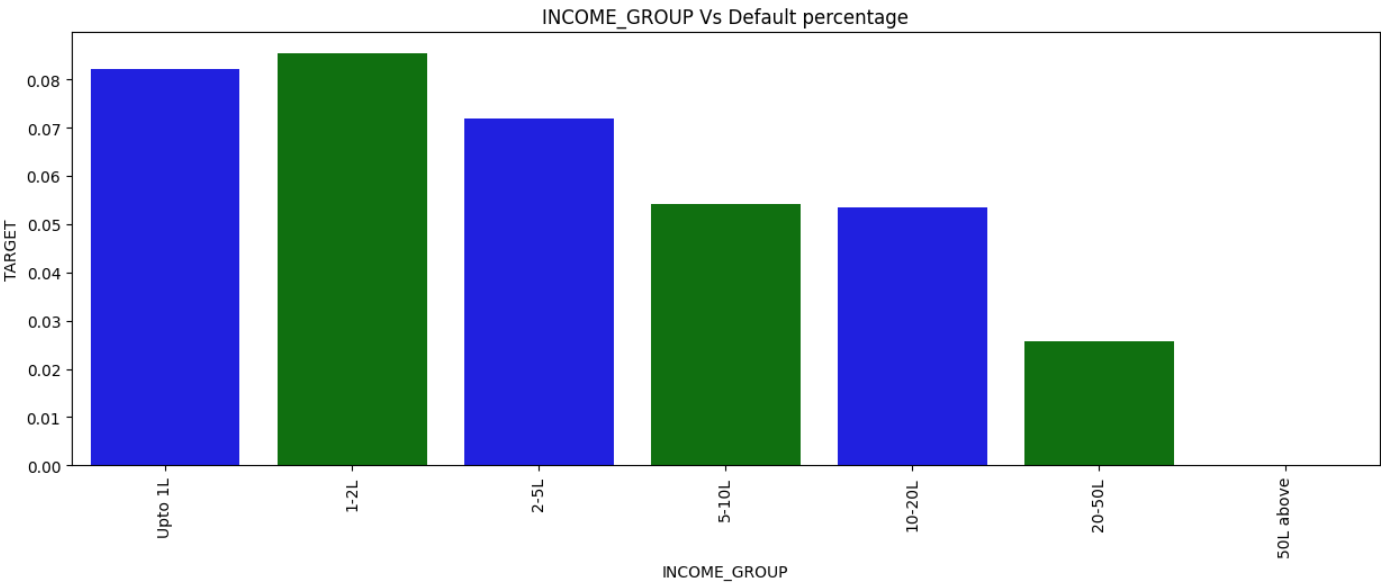 INCOME_GROUP Vs Default percentage
0.08
0.07
0.06
0.05
0.04
0.03
0.02
0.01
0.00
TARGET
Upto 1L
1-2L
2-5L
5-10L
10-20L
20-50L
50L above
INCOME_GROUP